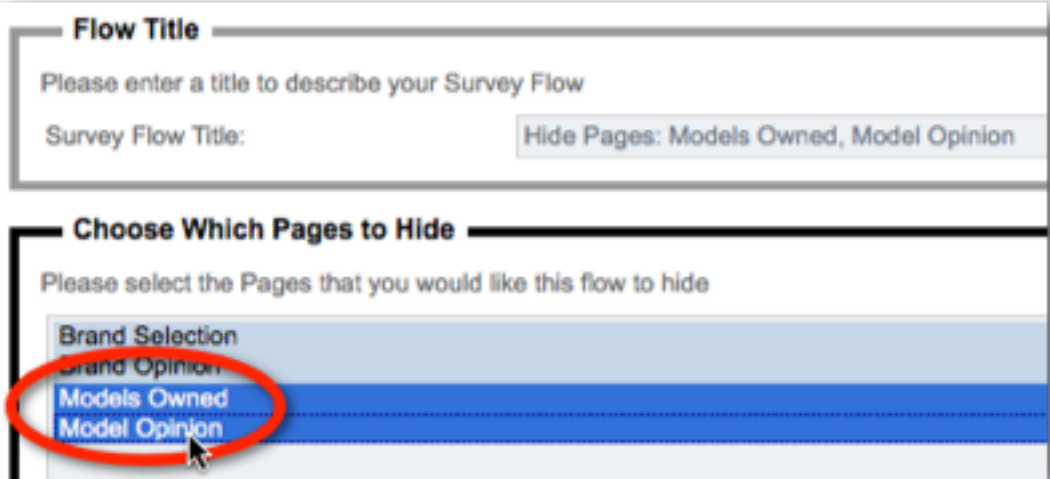 Flow Title
Please enter a title to describe your Survey Flow
Survey Flow Title: Hide Pages: Models Owned, Model Opinion
Choose Which Pages to Hide
Please select the Pages that you would like this flow to hide
Brand Selection
Brand Opinion
Models Owned
Model Opinion